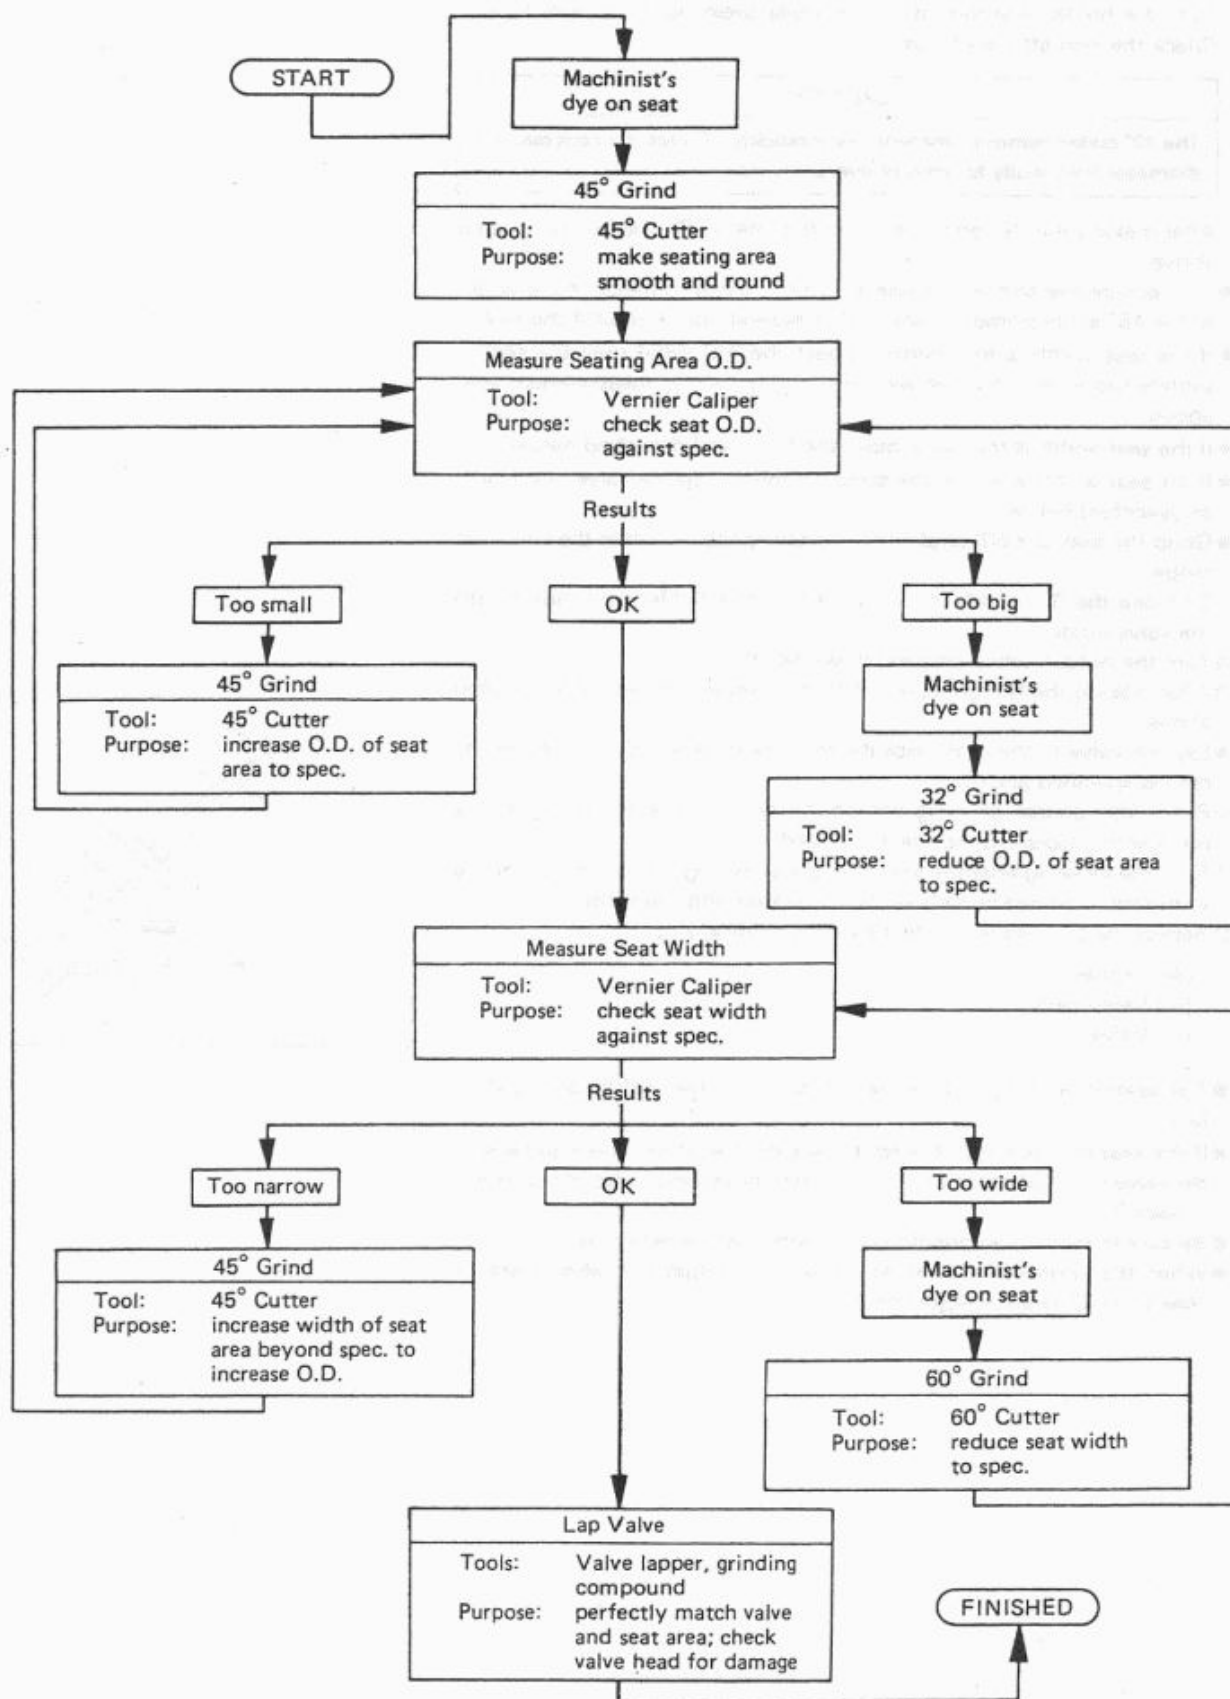 START
Machinist's
dye on seat
45° Grind
Tool: 45° Cutter
Purpose: make seating area
smooth and round
Measure Seating Area O.D.
Tool: Vernier Caliper
Purpose: check seat O.D.
against spec.
Results
Too small
OK
Too big
45° Grind
Tool: 45° Cutter
Purpose: increase O.D. of seat
area to spec.
Machinist's
dye on seat
32° Grind
Tool: 32° Cutter
Purpose: reduce O.D. of seat area
to spec.
Measure Seat Width
Tool: Vernier Caliper
Purpose: check seat width
against spec.
Results
Too narrow
OK
Too wide
45° Grind
Tool: 45° Cutter
Purpose: increase width of seat
area beyond spec. to
increase O.D.
Machinist's
dye on seat
60° Grind
Tool: 60° Cutter
Purpose: reduce seat width
to spec.
Lap Valve
Tools: Valve lapper, grinding
compound
Purpose: perfectly match valve
and seat area; check
valve head for damage
FINISHED